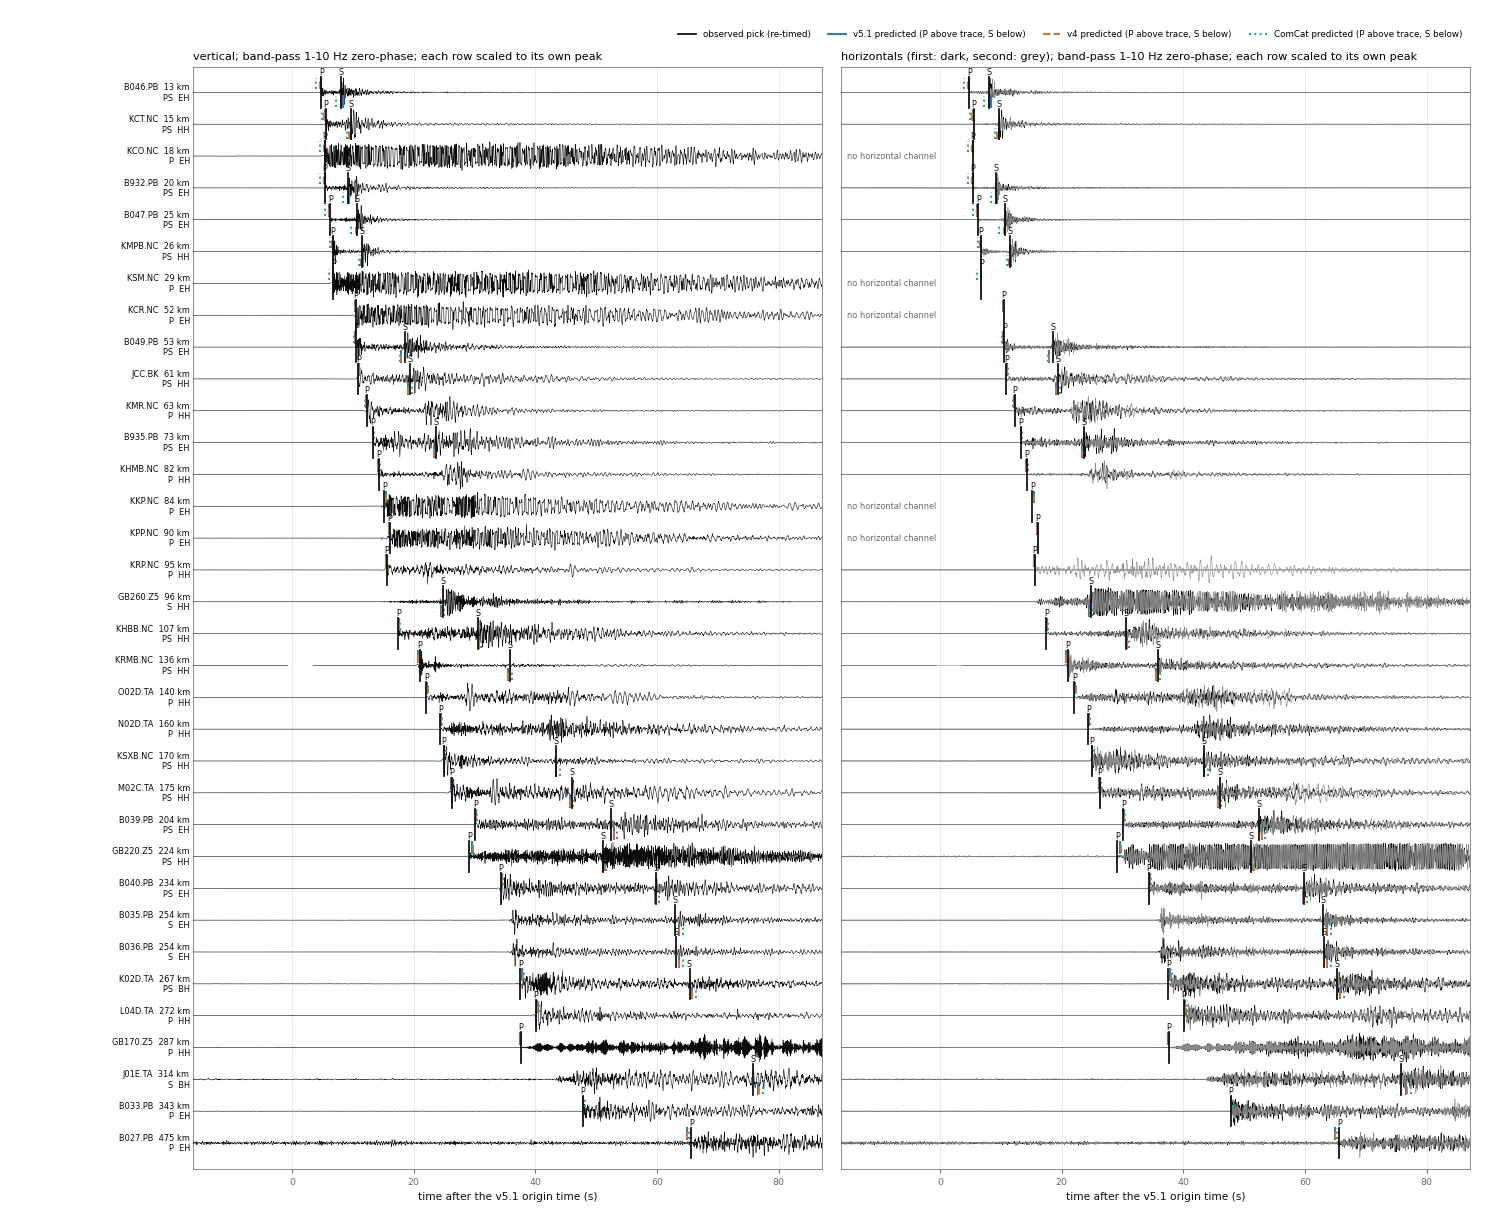 observed pick (re-timed)
v5.1 predicted (P above trace, S below)
v4 predicted (P above trace, S below)
ComCat predicted (P above trace, S below)
vertical; band-pass 1-10 Hz zero-phase; each row scaled to its own peak
horizontals (first: dark, second: grey); band-pass 1-10 Hz zero-phase; each row scaled to its own peak
B046.PB 13 km
PS EH
KCT.NC 15 km
PS HH
KCO.NC 18 km
P EH
no horizontal channel
B932.PB 20 km
PS EH
B047.PB 25 km
PS EH
KMPB.NC 26 km
PS HH
KSM.NC 29 km
P EH
no horizontal channel
KCR.NC 52 km
P EH
no horizontal channel
B049.PB 53 km
PS EH
JCC.BK 61 km
PS HH
KMR.NC 63 km
P HH
B935.PB 73 km
PS EH
KHMB.NC 82 km
P HH
KKP.NC 84 km
P EH
no horizontal channel
KPP.NC 90 km
P EH
no horizontal channel
KRP.NC 95 km
P HH
GB260.Z5 96 km
S HH
KHBB.NC 107 km
PS HH
KRMB.NC 136 km
PS HH
O02D.TA 140 km
P HH
N02D.TA 160 km
P HH
KSXB.NC 170 km
PS HH
M02C.TA 175 km
PS HH
B039.PB 204 km
PS EH
GB220.Z5 224 km
PS HH
B040.PB 234 km
PS EH
B035.PB 254 km
S EH
B036.PB 254 km
S EH
K02D.TA 267 km
PS BH
L04D.TA 272 km
P HH
GB170.Z5 287 km
P HH
J01E.TA 314 km
S BH
B033.PB 343 km
P EH
B027.PB 475 km
P EH
0 20 40 60 80
0 20 40 60 80
time after the v5.1 origin time (s)
time after the v5.1 origin time (s)